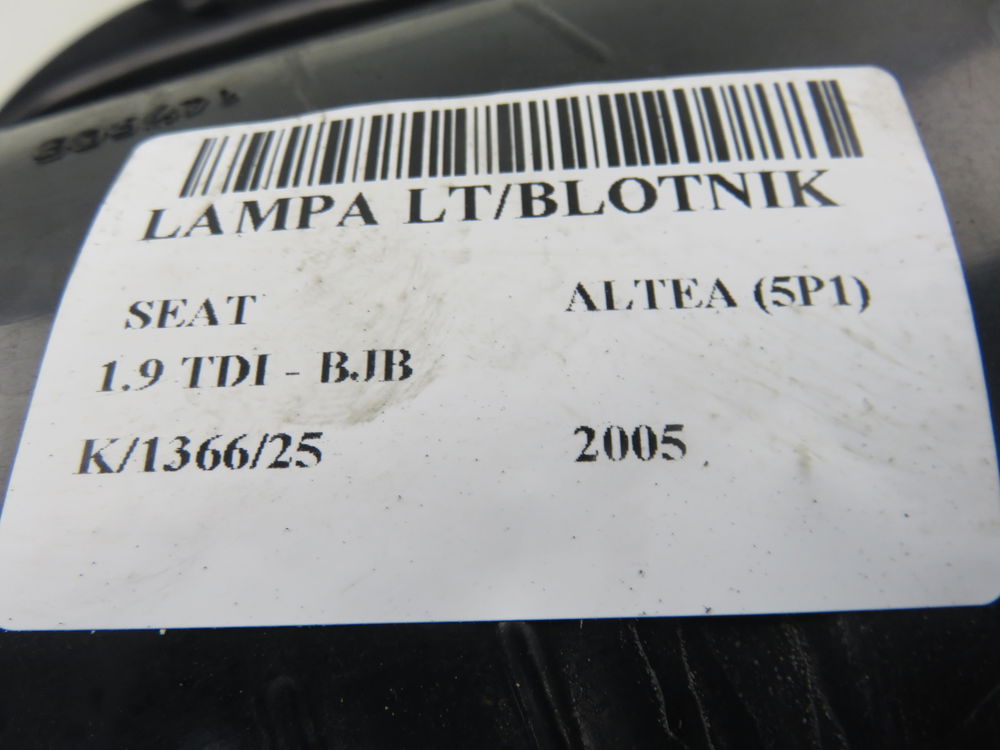 LAMPA LT/BLOTNIK
SEAT ALTEA (5P1)
1.9 TDI - BJB
K/1366/25 2005